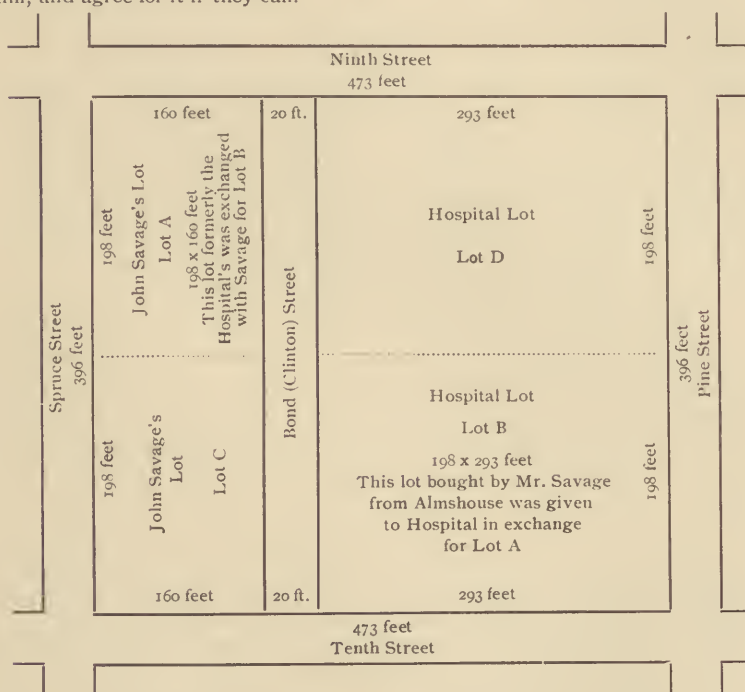 and agree for it if they can.
Ninth Street
473 feet
160 feet
20 ft.
293 feet
198 feet
John Savage's Lot
Lot A
198 x 160 feet
This lot formerly the
Hospital's was exchanged
with Savage for Lot B
Hospital Lot
Lot D
198 feet
Spruce Street
396 feet
Bond (Clinton) Street
396 feet
Pine Street
198 feet
John Savage's
Lot
Lot C
Hospital Lot
Lot B
198 x 293 feet
This lot bought by Mr. Savage
from Almshouse was given
to Hospital in exchange
for Lot A
198 feet
160 feet
20 ft.
293 feet
473 feet
Tenth Street